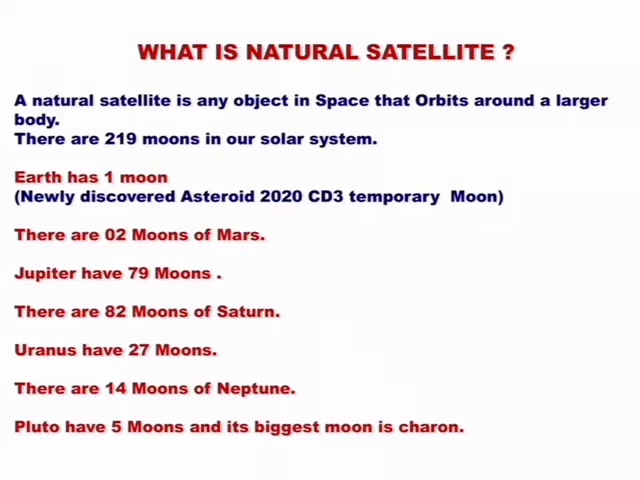 WHAT IS NATURAL SATELLITE ?
A natural satellite is any object in Space that Orbits around a larger
body.
There are 219 moons in our solar system.
Earth has 1 moon
(Newly discovered Asteroid 2020 CD3 temporary Moon)
There are 02 Moons of Mars.
Jupiter have 79 Moons .
There are 82 Moons of Saturn.
Uranus have 27 Moons.
There are 14 Moons of Neptune.
Pluto have 5 Moons and its biggest moon is charon.